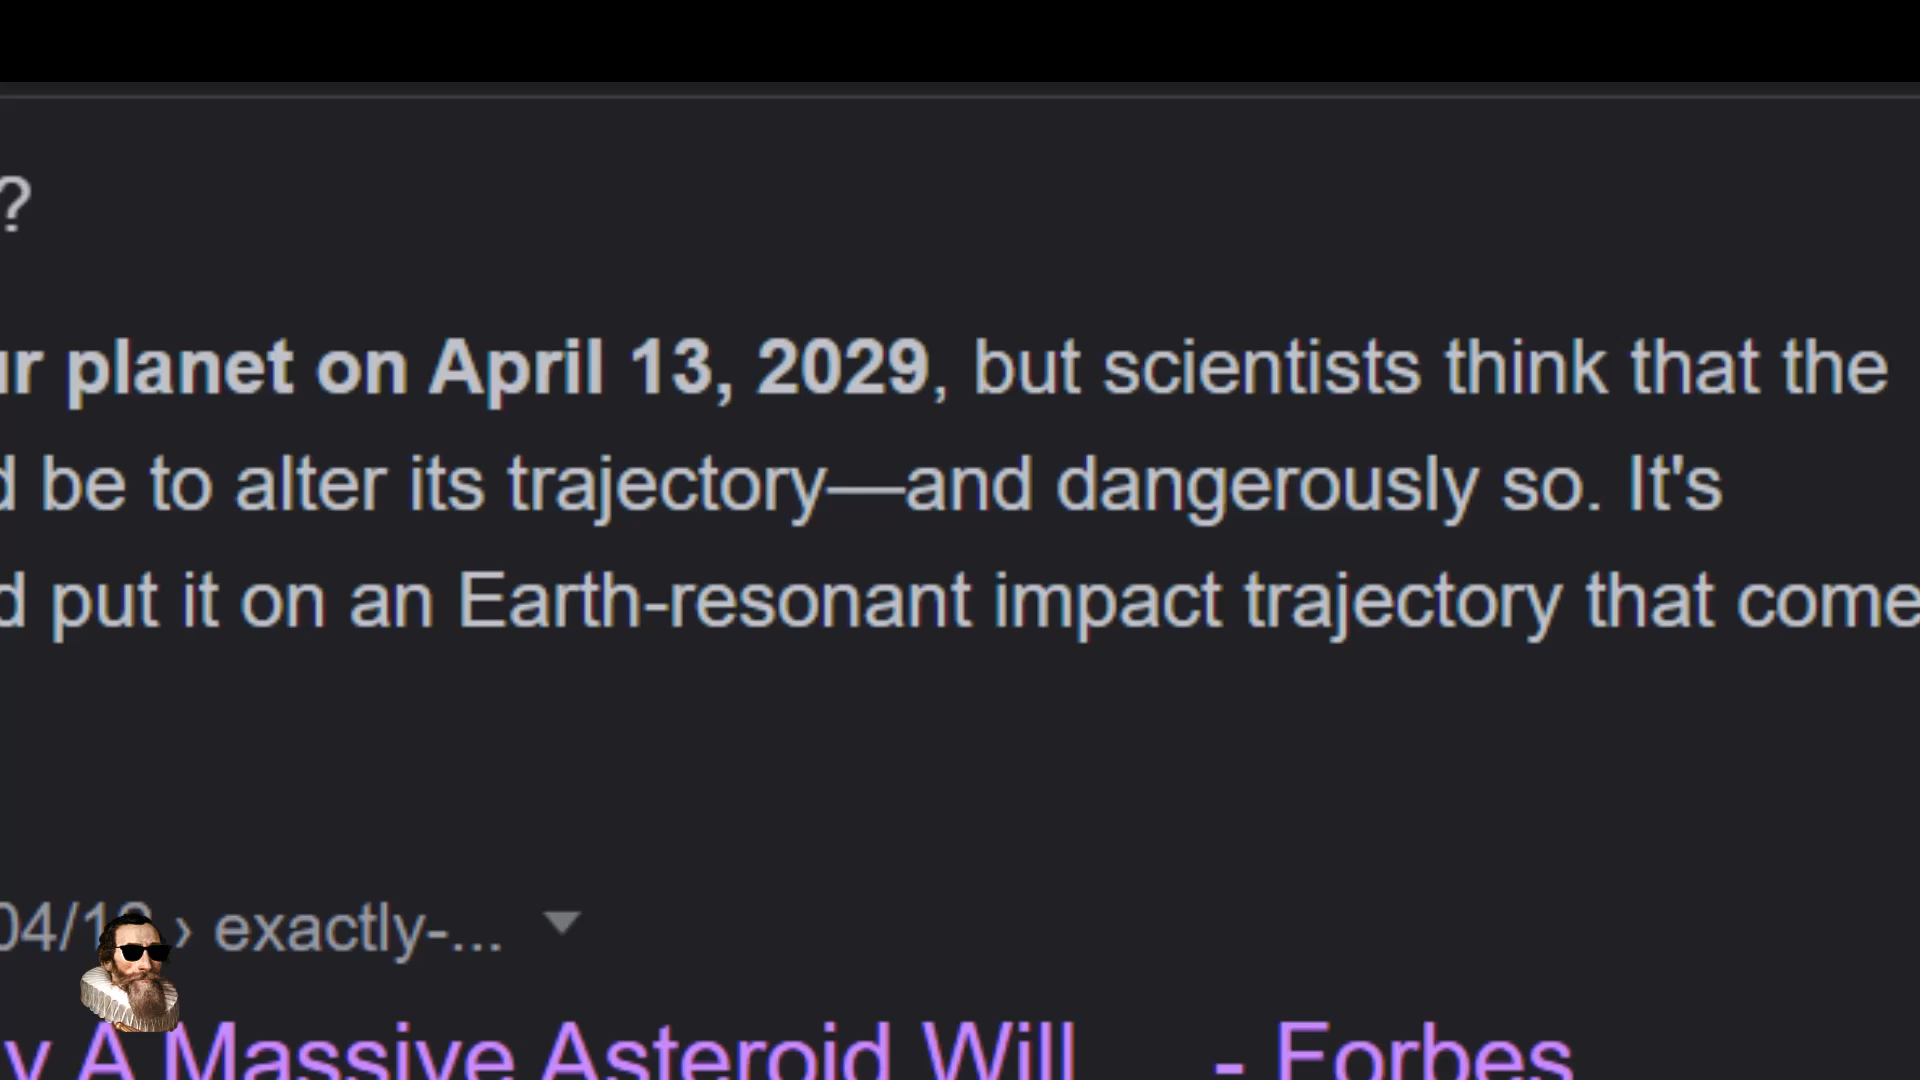 ?
ur planet on April 13, 2029, but scientists think that the
d be to alter its trajectory—and dangerously so. It's
d put it on an Earth-resonant impact trajectory that come
04/1 › exactly-...
y A Massive Asteroid Will - Forbes